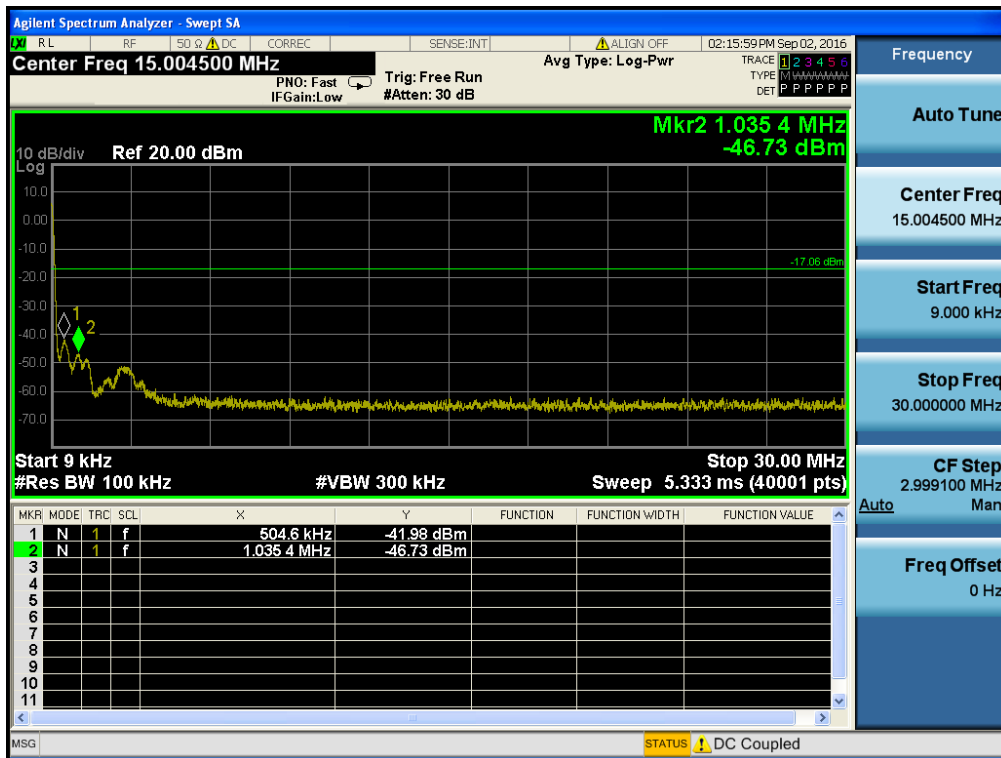 Agilent Spectrum Analyzer - Swept SA
LXI RL RF 50 Ω DC CORREC SENSE:INT ALIGN OFF 02:15:59 PM Sep 02, 2016
Center Freq 15.004500 MHz
PNO: Fast
IFGain:Low
Trig: Free Run
#Atten: 30 dB
Avg Type: Log-Pwr
TRACE 1 2 3 4 5 6
TYPE M
DET P P P P P P
Mkr2 1.035 4 MHz
-46.73 dBm
10 dB/div Ref 20.00 dBm
Log
10.0
0.00
-10.0
-17.06 dBm
-20.0
-30.0
1
2
-40.0
-50.0
-60.0
-70.0
Start 9 kHz Stop 30.00 MHz
#Res BW 100 kHz #VBW 300 kHz Sweep 5.333 ms (40001 pts)
MKR MODE TRC SCL X Y FUNCTION FUNCTION WIDTH FUNCTION VALUE
1 N 1 f 504.6 kHz -41.98 dBm
2 N 1 f 1.035 4 MHz -46.73 dBm
3
4
5
6
7
8
9
10
11
MSG STATUS DC Coupled
Frequency
Auto Tune
Center Freq
15.004500 MHz
Start Freq
9.000 kHz
Stop Freq
30.000000 MHz
CF Step
2.999100 MHz
Auto Man
Freq Offset
0 Hz